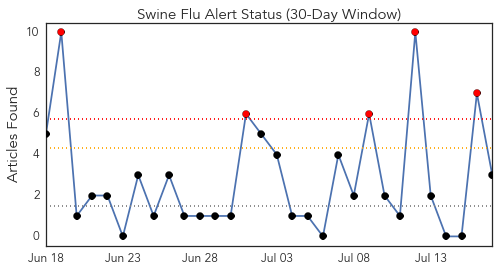 Swine Flu Alert Status (30-Day Window)
Articles Found
10
8
6
4
2
0
Jun 18
Jun 23
Jun 28
Jul 03
Jul 08
Jul 13